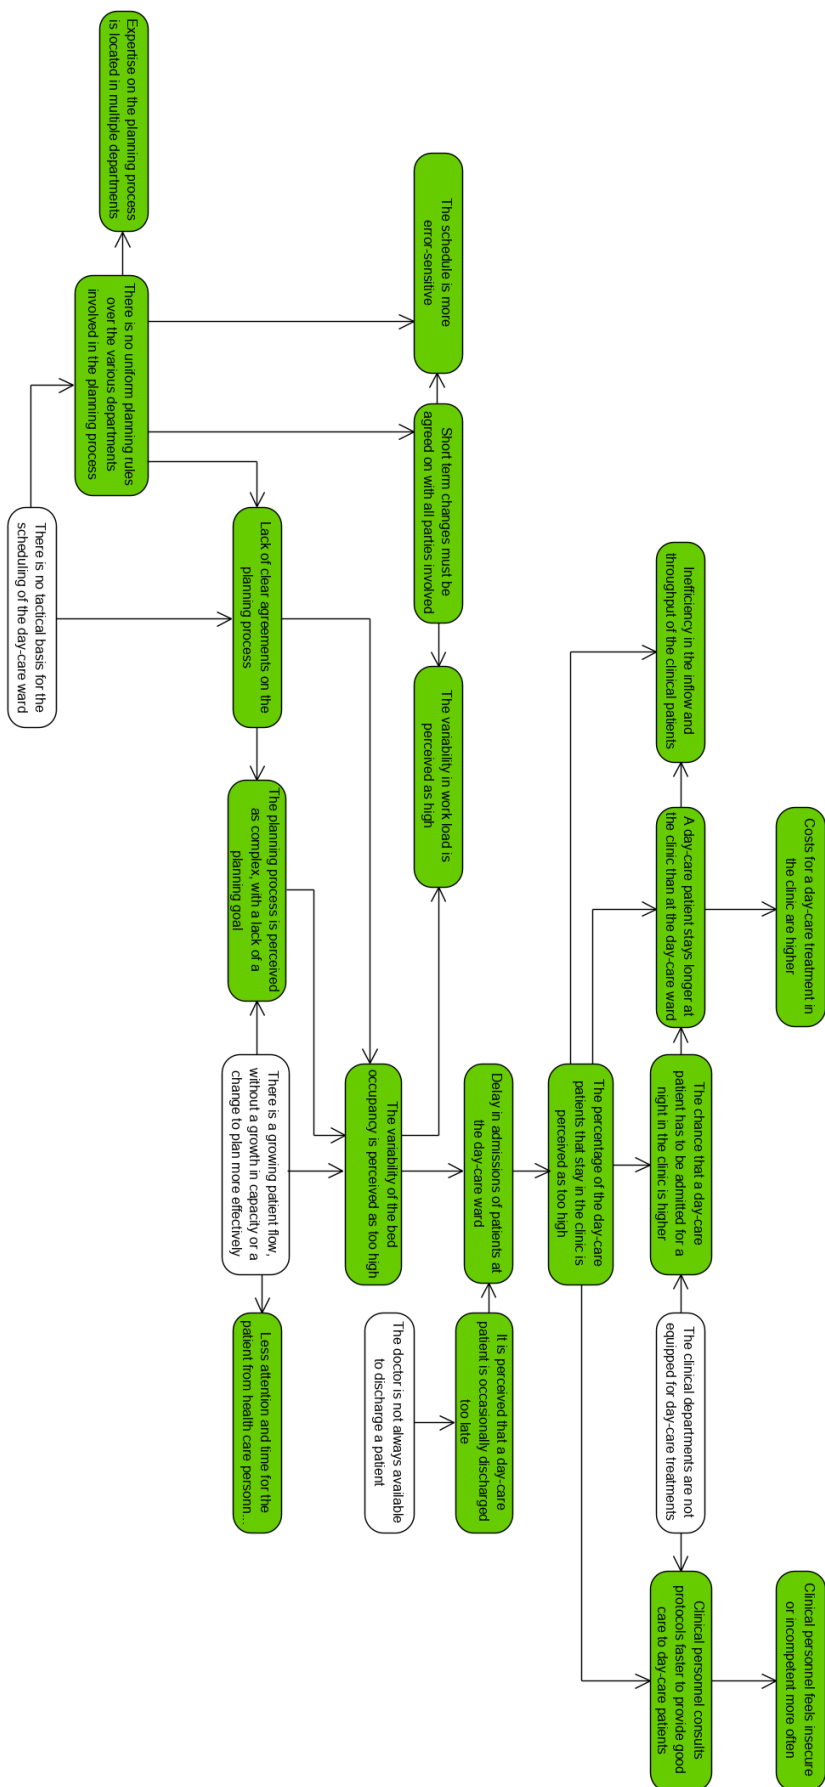 Expertise on the planning process
is located in multiple departments
The schedule is more
error-sensitive
There is no uniform planning rules
over the various departments
involved in the planning process
Short term changes must be
agreed on with all parties involved
There is no tactical basis for the
scheduling of the day-care ward
Lack of clear agreements on the
planning process
Inefficiency in the inflow and
throughput of the clinical patients
The variability in work load is
perceived as high
The planning process is perceived
as complex, with a lack of a
planning goal
A day-care patient stays longer at
the clinic than at the day-care ward
Costs for a day-care treatment in
the clinic are higher
There is a growing patient flow,
without a growth in capacity or a
change to plan more effectively
The variability of the bed
occupancy is perceived as too high
Delay in admissions of patients at
the day-care ward
The percentage of the day-care
patients that stay in the clinic is
perceived as too high
The chance that a day-care
patient has to be admitted for a
night in the clinic is higher
Less attention and time for the
patient from health care personn...
The doctor is not always available
to discharge a patient
It is perceived that a day-care
patient is occasionally discharged
too late
The clinical departments are not
equipped for day-care treatments
Clinical personnel consults
protocols faster to provide good
care to day-care patients
Clinical personnel feels insecure
or incompetent more often